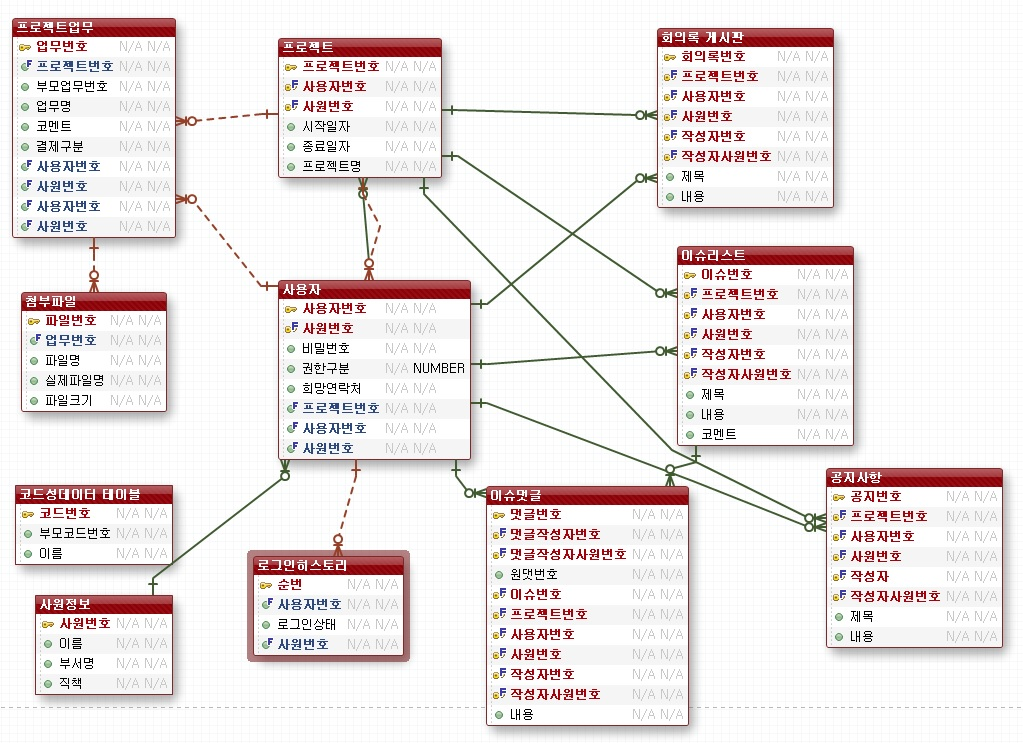 프로젝트업무
업무번호 N/A N/A
프로젝트번호 N/A N/A
부모업무번호 N/A N/A
업무명 N/A N/A
코멘트 N/A N/A
결제구분 N/A N/A
사용자번호 N/A N/A
사원번호 N/A N/A
사용자번호 N/A N/A
사원번호 N/A N/A
프로젝트
프로젝트번호 N/A N/A
사용자번호 N/A N/A
사원번호 N/A N/A
시작일자 N/A N/A
종료일자 N/A N/A
프로젝트명 N/A N/A
회의록 게시판
회의록번호 N/A N/A
프로젝트번호 N/A N/A
사용자번호 N/A N/A
사원번호 N/A N/A
작성자번호 N/A N/A
작성자사원번호 N/A N/A
제목 N/A N/A
내용 N/A N/A
이슈리스트
이슈번호 N/A N/A
프로젝트번호 N/A N/A
사용자번호 N/A N/A
사원번호 N/A N/A
작성자번호 N/A N/A
작성자사원번호 N/A N/A
제목 N/A N/A
내용 N/A N/A
코멘트 N/A N/A
첨부파일
파일번호 N/A N/A
업무번호 N/A N/A
파일명 N/A N/A
실제파일명 N/A N/A
파일크기 N/A N/A
사용자
사용자번호 N/A N/A
사원번호 N/A N/A
비밀번호 N/A N/A
권한구분 N/A NUMBER
희망연락처 N/A N/A
프로젝트번호 N/A N/A
사용자번호 N/A N/A
사원번호 N/A N/A
코드성데이터 테이블
코드번호 N/A N/A
부모코드번호 N/A N/A
이름 N/A N/A
사원정보
사원번호 N/A N/A
이름 N/A N/A
부서명 N/A N/A
직책 N/A N/A
로그인히스토리
순번 N/A N/A
사용자번호 N/A N/A
로그인상태 N/A N/A
사원번호 N/A N/A
이슈댓글
댓글번호 N/A N/A
댓글작성자번호 N/A N/A
댓글작성자사원번호 N/A N/A
원댓번호 N/A N/A
이슈번호 N/A N/A
프로젝트번호 N/A N/A
사용자번호 N/A N/A
사원번호 N/A N/A
작성자번호 N/A N/A
작성자사원번호 N/A N/A
내용 N/A N/A
공지사항
공지번호 N/A N/A
프로젝트번호 N/A N/A
사용자번호 N/A N/A
사원번호 N/A N/A
작성자 N/A N/A
작성자사원번호 N/A N/A
제목 N/A N/A
내용 N/A N/A